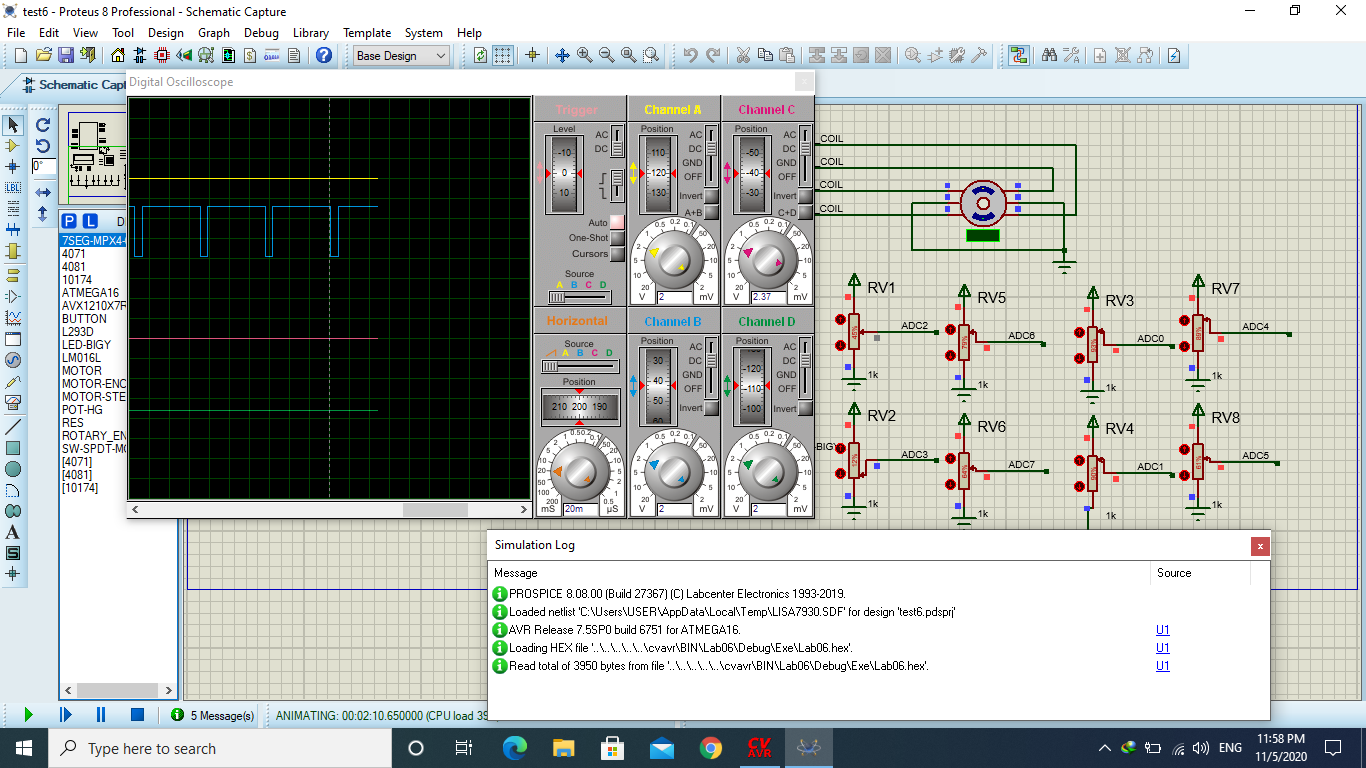 test6 - Proteus 8 Professional - Schematic Capture
File Edit View Tool Design Graph Debug Library Template System Help
Base Design
Schematic Capt
Digital Oscilloscope
0°
P L D
7SEG-MPX4-
4071
4081
10174
ATMEGA16
AVX1210X7F
BUTTON
L293D
LED-BIGY
LM016L
MOTOR
MOTOR-ENC
MOTOR-STE
POT-HG
RES
ROTARY_EN
SW-SPDT-MO
[4071]
[4081]
[10174]
Trigger
Level
AC
DC
-10
0
10
Auto
One-Shot
Cursors
Source
A B C D
Channel A
Position
AC
DC
GND
OFF
110
120
130
Invert
A+B
V 2 mV
Channel C
Position
AC
DC
GND
OFF
-50
-40
-30
Invert
C+D
V 2.37 mV
Horizontal
Source
A B C D
Position
210 200 190
mS 20m µS
Channel B
Position
AC
DC
GND
OFF
30
40
50
Invert
V 2 mV
Channel D
Position
AC
DC
GND
OFF
-120
-110
-100
Invert
V 2 mV
COIL
COIL
COIL
COIL
RV1
ADC2
1k
RV5
79%
ADC6
1k
RV3
ADC0
1k
RV7
ADC4
1k
-BIGY
RV2
12%
ADC3
1k
RV6
64%
ADC7
1k
RV4
ADC1
1k
RV8
61%
ADC5
1k
Simulation Log
x
Message Source
PROSPICE 8.08.00 (Build 27367) (C) Labcenter Electronics 1993-2019.
Loaded netlist 'C:\Users\USER\AppData\Local\Temp\LISA7930.SDF' for design 'test6.pdsprj'
AVR Release 7.5SP0 build 6751 for ATMEGA16. U1
Loading HEX file '..\..\..\..\..\cvavr\BIN\Lab06\Debug\Exe\Lab06.hex'. U1
Read total of 3950 bytes from file '..\..\..\..\..\cvavr\BIN\Lab06\Debug\Exe\Lab06.hex'. U1
5 Message(s)
ANIMATING: 00:02:10.650000 (CPU load 39
Type here to search
CV
AVR
ENG
11:58 PM
11/5/2020